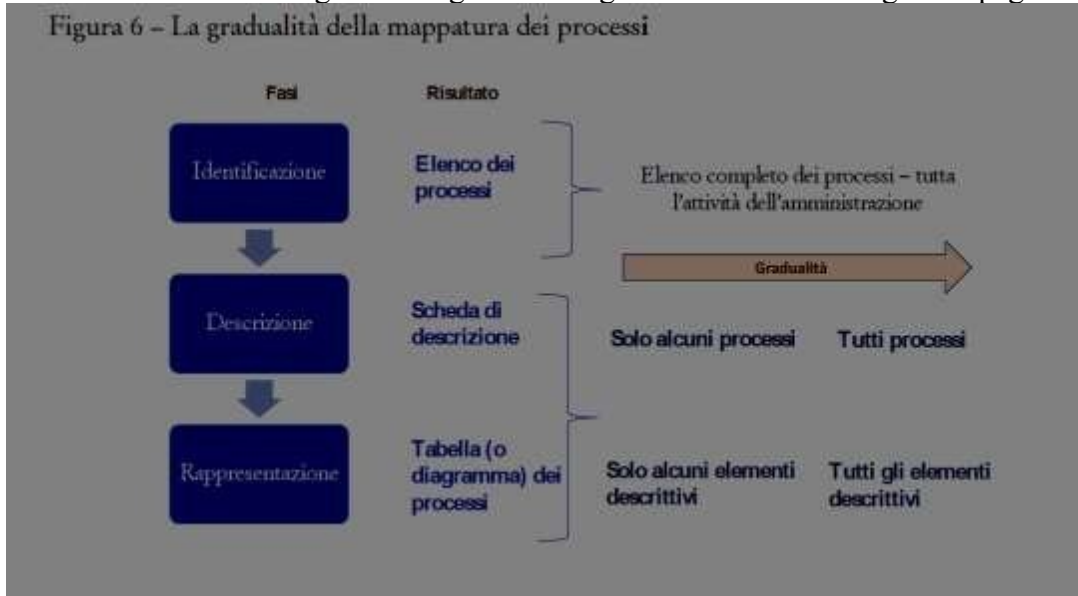 Figura 6 – La gradualità della mappatura dei processi
Fasi
Risultato
Identificazione
Elenco dei
processi
Elenco completo dei processi – tutta
l'attività dell'amministrazione
Gradualità
Descrizione
Scheda di
descrizione
Solo alcuni processi
Tutti processi
Rappresentazione
Tabella (o
diagramma) dei
processi
Solo alcuni elementi
descrittivi
Tutti gli elementi
descrittivi